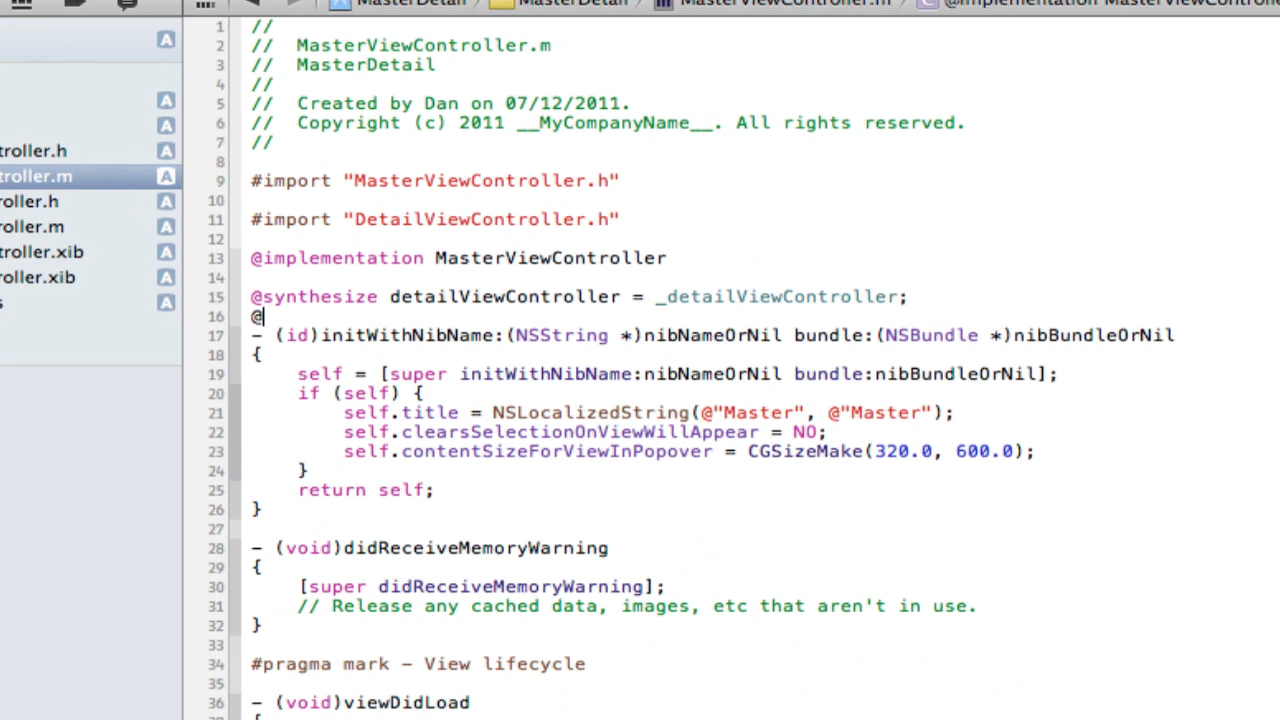 MasterDetail MasterDetail MasterViewController.m @implementation MasterViewControlle
1 //
2 // MasterViewController.m
3 // MasterDetail
4 //
5 // Created by Dan on 07/12/2011.
6 // Copyright (c) 2011 __MyCompanyName__. All rights reserved.
7 //
8
9 #import "MasterViewController.h"
10
11 #import "DetailViewController.h"
12
13 @implementation MasterViewController
14
15 @synthesize detailViewController = _detailViewController;
16 @
17 - (id)initWithNibName:(NSString *)nibNameOrNil bundle:(NSBundle *)nibBundleOrNil
18 {
19 self = [super initWithNibName:nibNameOrNil bundle:nibBundleOrNil];
20 if (self) {
21 self.title = NSLocalizedString(@"Master", @"Master");
22 self.clearsSelectionOnViewWillAppear = NO;
23 self.contentSizeForViewInPopover = CGSizeMake(320.0, 600.0);
24 }
25 return self;
26 }
27
28 - (void)didReceiveMemoryWarning
29 {
30 [super didReceiveMemoryWarning];
31 // Release any cached data, images, etc that aren't in use.
32 }
33
34 #pragma mark - View lifecycle
35
36 - (void)viewDidLoad
A
A
A
troller.h A
troller.m A
roller.h A
roller.m A
troller.xib A
roller.xib A
s A